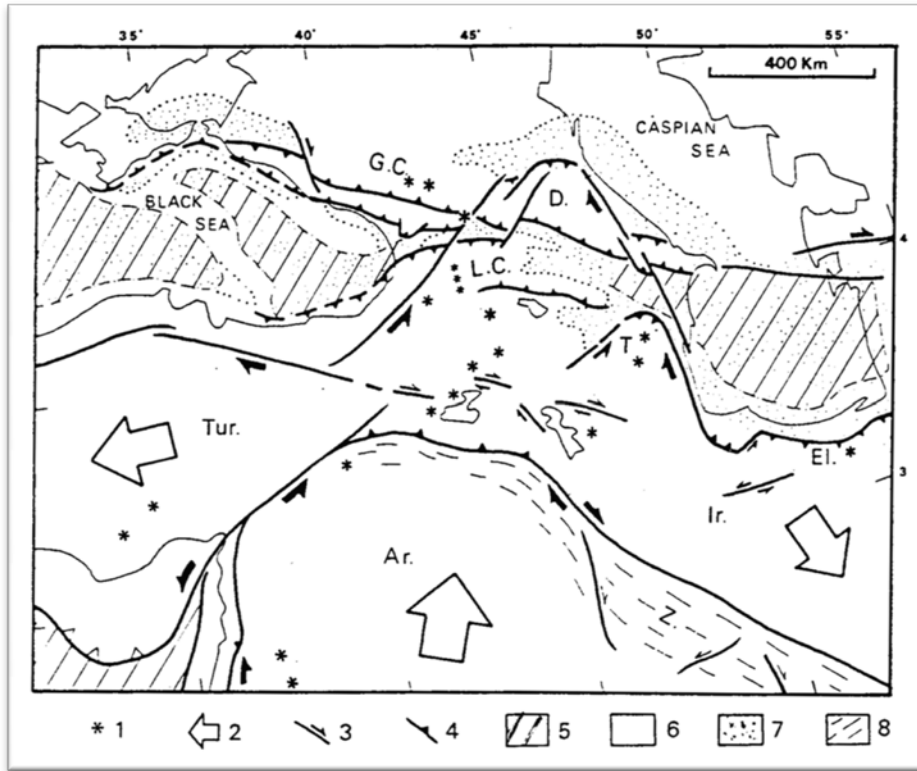 35° 40° 45° 50° 55°
400 Km
CASPIAN
SEA
G.C.
D.
BLACK
SEA
4
L.C.
T.
Tur.
El.
3
Ir.
Ar.
Z
* 1 2 3 4 5 6 7 8